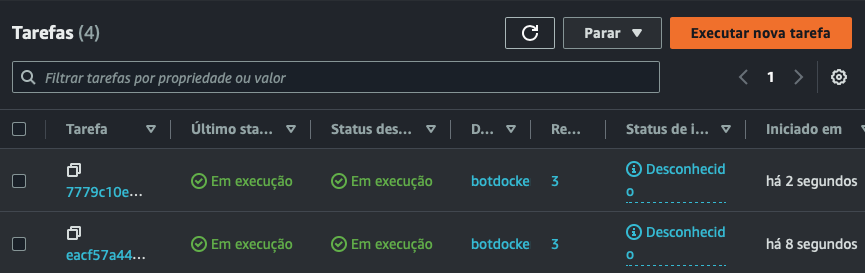 Tarefas (4)
Parar
Executar nova tarefa
Filtrar tarefas por propriedade ou valor
1
Tarefa Último sta... Status des... D... Re... Status de i... Iniciado em
7779c10e... Em execução Em execução botdocke 3 Desconhecid
o
há 2 segundos
eacf57a44... Em execução Em execução botdocke 3 Desconhecid
o
há 8 segundos